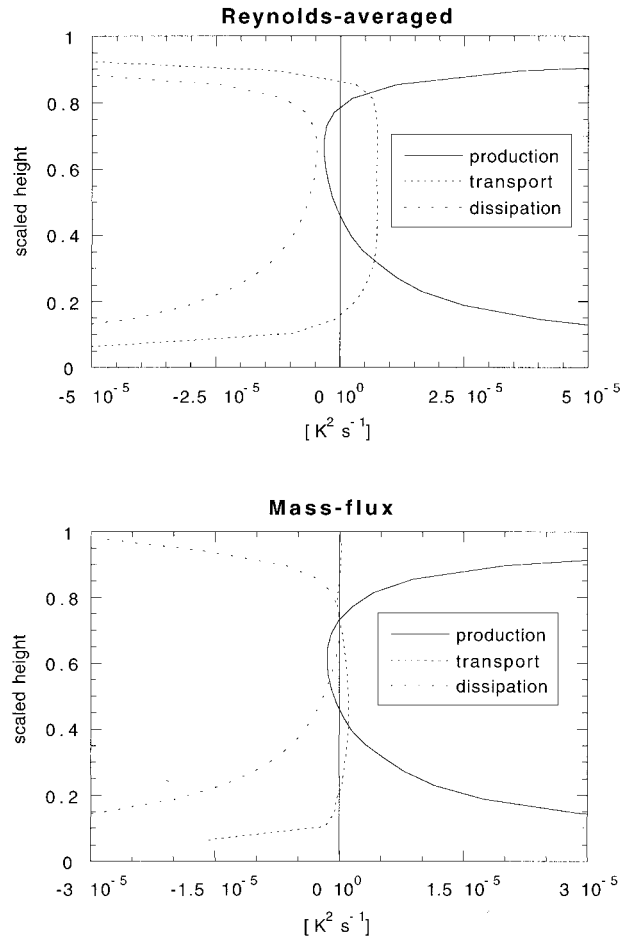 Reynolds-averaged
1
0.8
0.6
0.4
0.2
0
scaled height
production
transport
dissipation
-5 10^-5
-2.5 10^-5
0 10^0
2.5 10^-5
5 10^-5
[K^2 s^-1]
Mass-flux
1
0.8
0.6
0.4
0.2
0
scaled height
production
transport
dissipation
-3 10^-5
-1.5 10^-5
0 10^0
1.5 10^-5
3 10^-5
[K^2 s^-1]